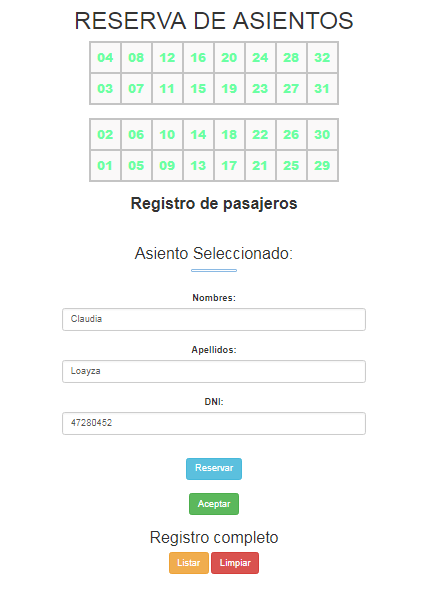 RESERVA DE ASIENTOS
04 08 12 16 20 24 28 32
03 07 11 15 19 23 27 31
02 06 10 14 18 22 26 30
01 05 09 13 17 21 25 29
Registro de pasajeros
Asiento Seleccionado:
Nombres:
Claudia
Apellidos:
Loayza
DNI:
47280452
Reservar
Aceptar
Registro completo
Listar Limpiar